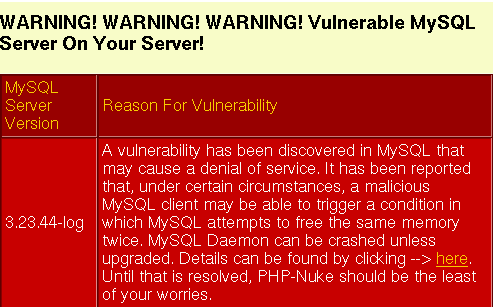 WARNING! WARNING! WARNING! Vulnerable MySQL
Server On Your Server!
MySQL
Server
Version
Reason For Vulnerability
3.23.44-log
A vulnerability has been discovered in MySQL that
may cause a denial of service. It has been reported
that, under certain circumstances, a malicious
MySQL client may be able to trigger a condition in
which MySQL attempts to free the same memory
twice. MySQL Daemon can be crashed unless
upgraded. Details can be found by clicking --> here.
Until that is resolved, PHP-Nuke should be the least
of your worries.